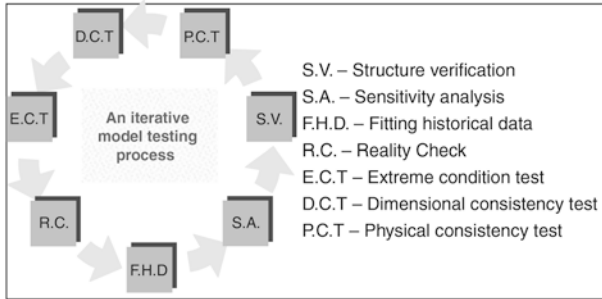 D.C.T
P.C.T
E.C.T
An iterative
model testing
process
S.V.
R.C.
S.A.
F.H.D
S.V. – Structure verification
S.A. – Sensitivity analysis
F.H.D. – Fitting historical data
R.C. – Reality Check
E.C.T – Extreme condition test
D.C.T – Dimensional consistency test
P.C.T – Physical consistency test